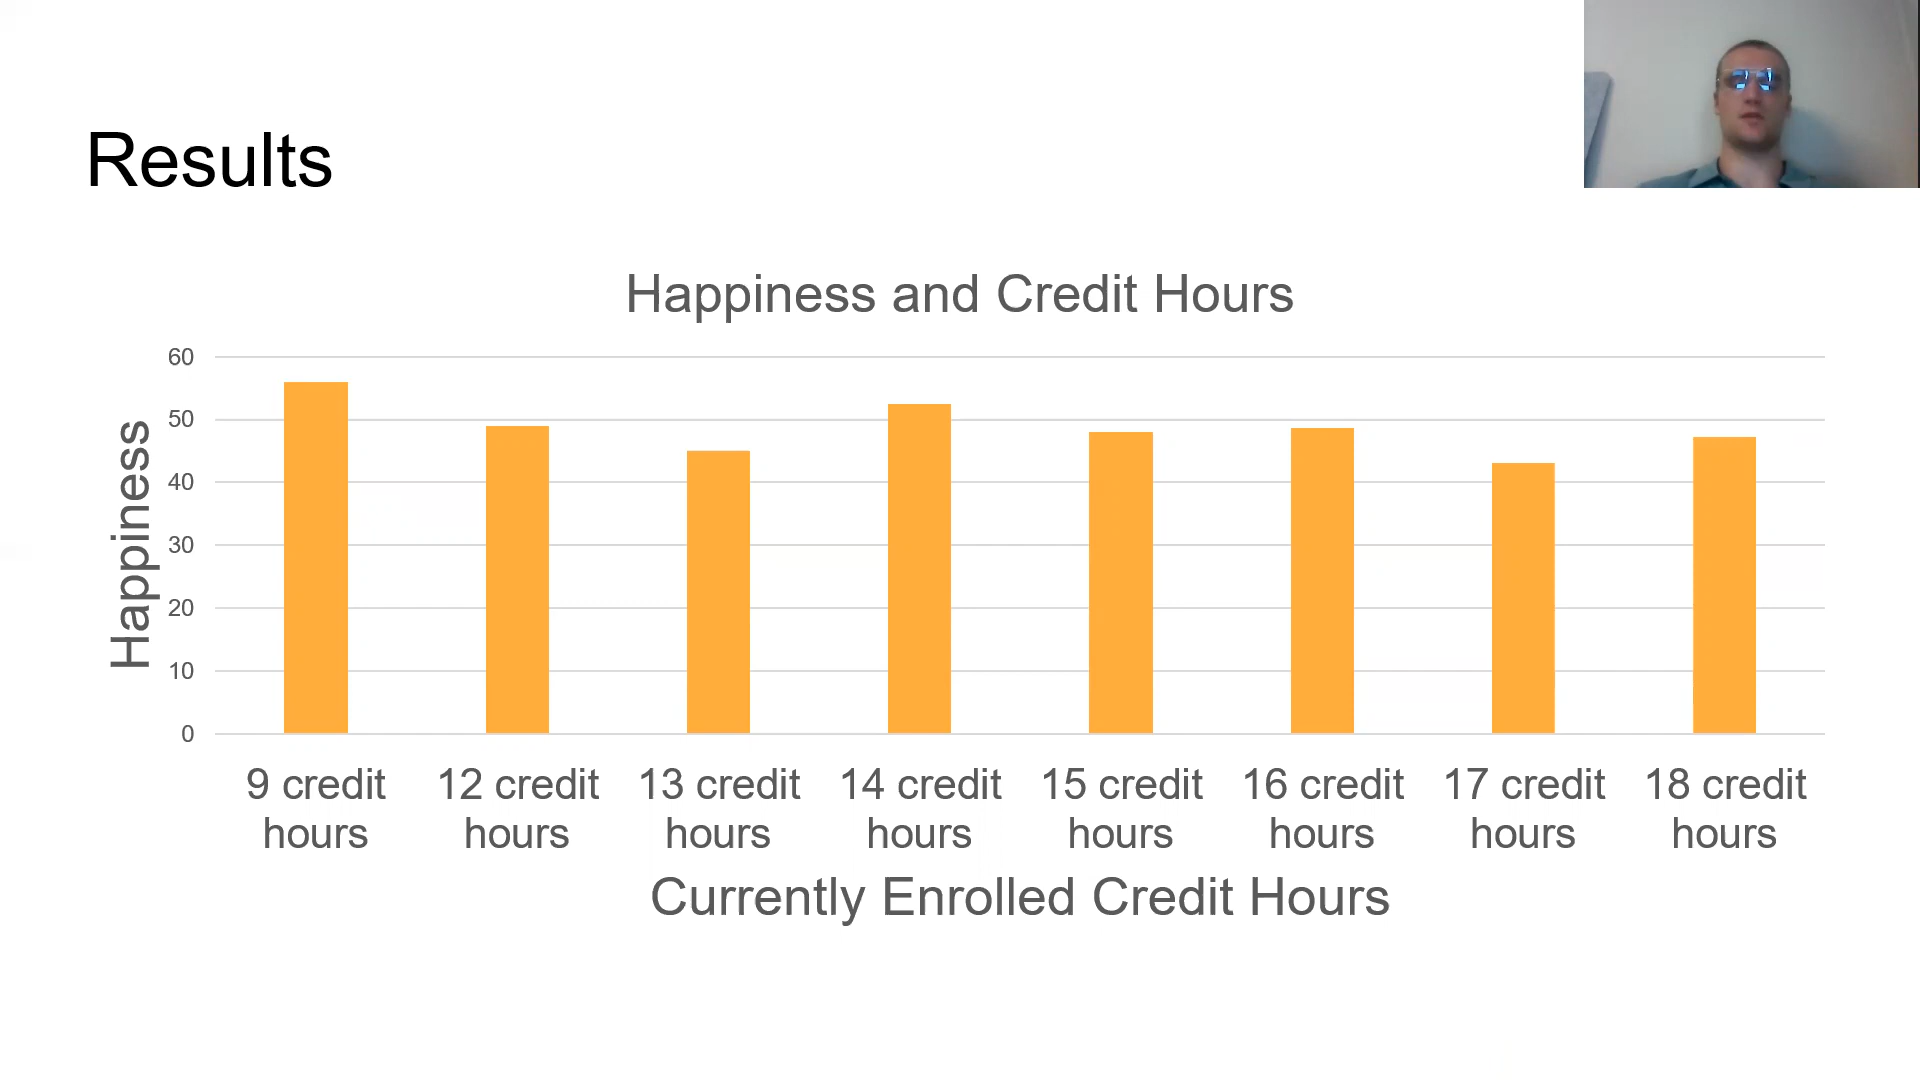 Results
Happiness and Credit Hours
60
50
40
30
20
10
0
Happiness
9 credit hours
12 credit hours
13 credit hours
14 credit hours
15 credit hours
16 credit hours
17 credit hours
18 credit hours
Currently Enrolled Credit Hours